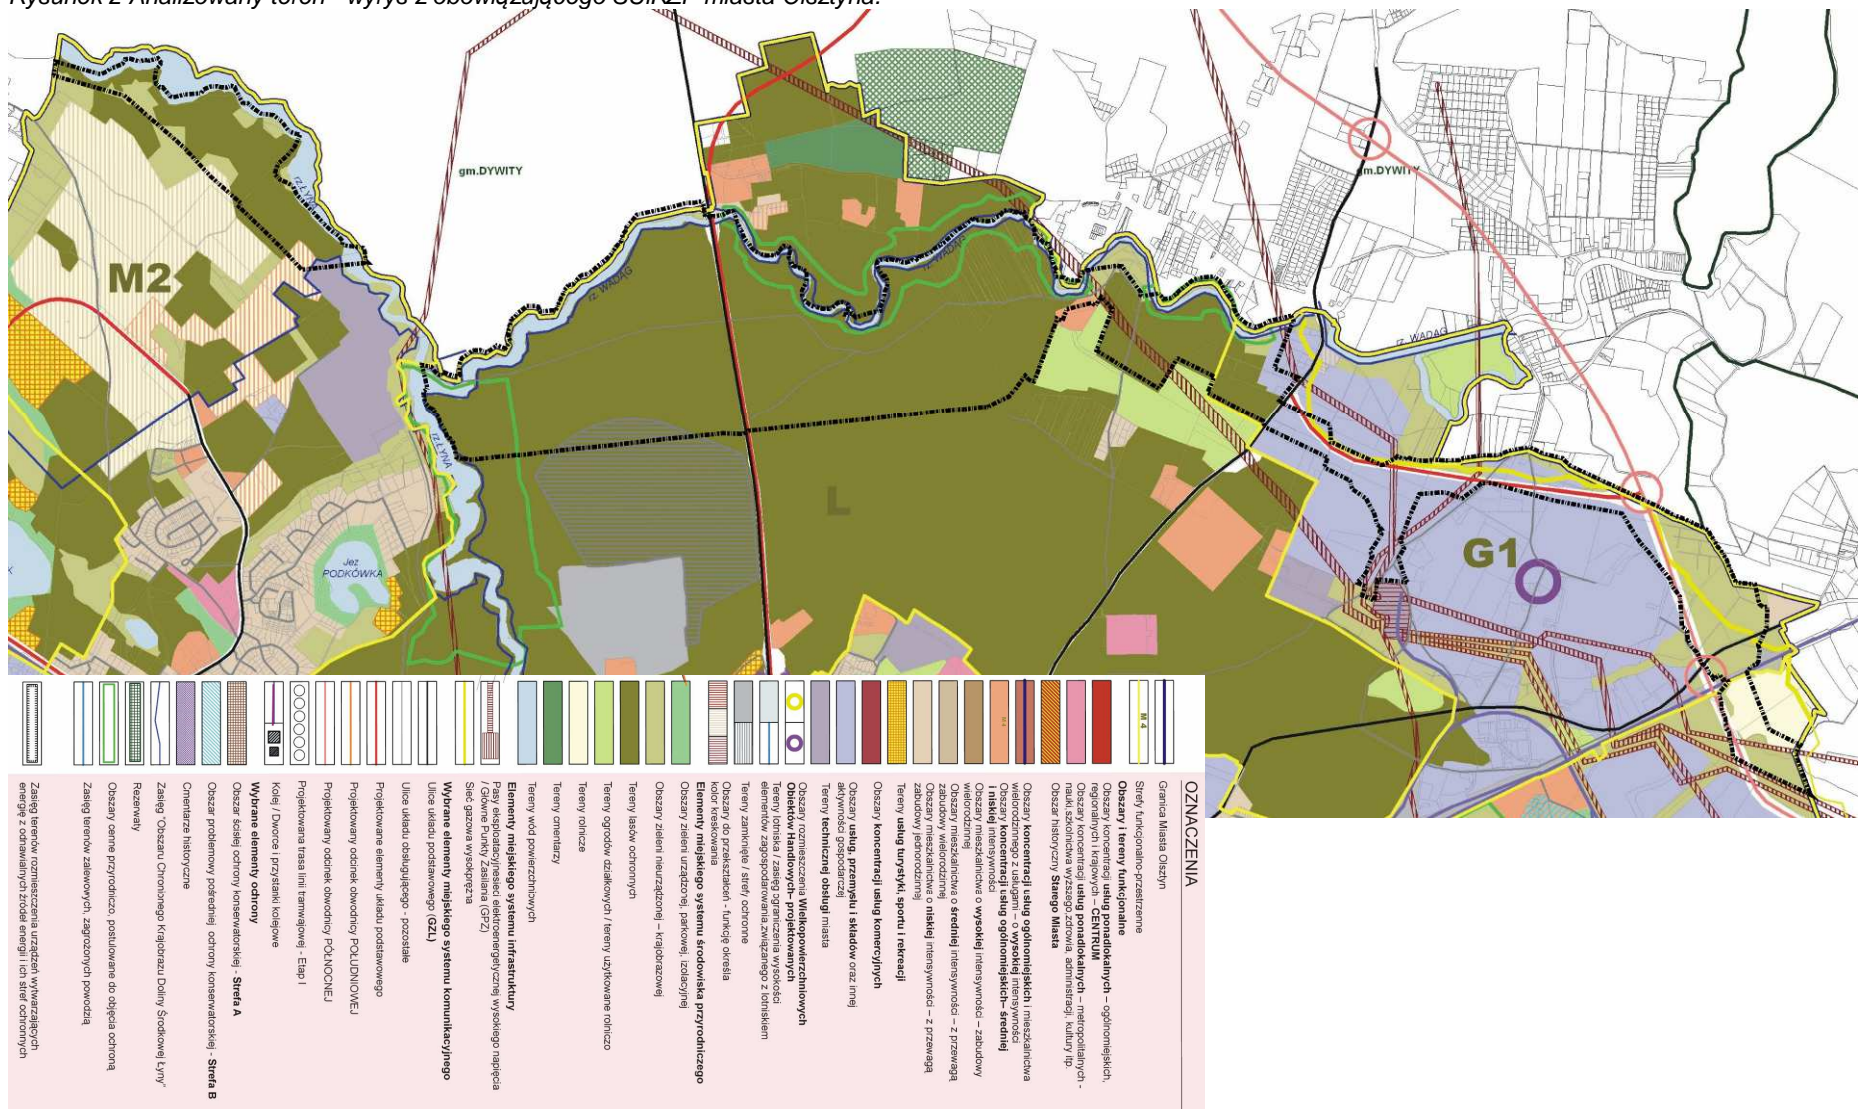 Rysunek 2 Analizowany teren - wyrys z obowiązującego SUiKZP miasta Olsztyna.
gm.DYWITY
gm.DYWITY
rz.ŁYNA
M2
rz. WADĄG
rz. WADĄG
rz. WADĄG
rz.ŁYNA
L
G1
Jez
PODKÓWKA
OZNACZENIA
Granica Miasta Olsztyn
M 4
Strefy funkcjonalno-przestrzenne
Obszary i tereny funkcjonalne
Obszary koncentracji usług ponadlokalnych – ogólnomiejskich,
regionalnych i krajowych – CENTRUM
Obszary koncentracji usług ponadlokalnych – metropolitalnych -
nauki,szkolnictwa wyższego,zdrowia, administracji, kultury itp.
Obszar historyczny Starego Miasta
Obszary koncentracji usług ogólnomiejskich i mieszkalnictwa
wielorodzinnego z usługami – o wysokiej intensywności
Obszary koncentracji usług ogólnomiejskich– średniej
i niskiej intensywności
Obszary mieszkalnictwa o wysokiej intensywności – zabudowy
wielorodzinnej
Obszary mieszkalnictwa o średniej intensywności – z przewagą
zabudowy wielorodzinnej
Obszary mieszkalnictwa o niskiej intensywności – z przewagą
zabudowy jednorodzinnej
Tereny usług turystyki, sportu i rekreacji
Obszary koncentracji usług komercyjnych
Obszary usług, przemysłu i składów oraz innej
aktywności gospodarczej
Tereny technicznej obsługi miasta
Obszary rozmieszczenia Wielkopowierzchniowych
Obiektów Handlowych– projektowanych
Tereny lotniska / zasięg ograniczenia wysokości
elementów zagospodarowania związanego z lotniskiem
Tereny zamknięte / strefy ochronne
Obszary do przekształceń - funkcję określa
kolor kreskowania
Elementy miejskiego systemu środowiska przyrodniczego
Obszary zieleni urządzonej, parkowej, izolacyjnej
Obszary zieleni nieurządzonej – krajobrazowej
Tereny lasów ochronnych
Tereny ogrodów działkowych / tereny użytkowane rolniczo
Tereny rolnicze
Tereny cmentarzy
Tereny wód powierzchniowych
Elementy miejskiego systemu infrastruktury
Pasy eksploatacyjnesieci elektroenergetycznej wysokiego napięcia
/ Główne Punkty Zasilania (GPZ)
Sieć gazowa wysokoprężna
Wybrane elementy miejskiego systemu komunikacyjnego
Ulice układu podstawowego (GZL)
Ulice układu obsługującego - pozostałe
Projektowane elementy układu podstawowego
Projektowany odcinek obwodnicy POŁUDNIOWEJ
Projektowany odcinek obwodnicy PÓŁNOCNEJ
Projektowana trasa linii tramwajowej - Etap I
Kolej / Dworce i przystanki kolejowe
Wybrane elementy ochrony
Obszar ścisłej ochrony konserwatorskiej - Strefa A
Obszar problemowy pośredniej ochrony konserwatorskiej - Strefa B
Cmentarze historyczne
Zasięg "Obszaru Chronionego Krajobrazu Doliny Środkowej Łyny"
Rezerwaty
Obszary cenne przyrodniczo, postulowane do objęcia ochroną
Zasięg terenów zalewowych, zagrożonych powodzią
Zasięg terenów rozmieszczenia urządzeń wytwarzających
energię z odnawialnych źródeł energii i ich stref ochronnych